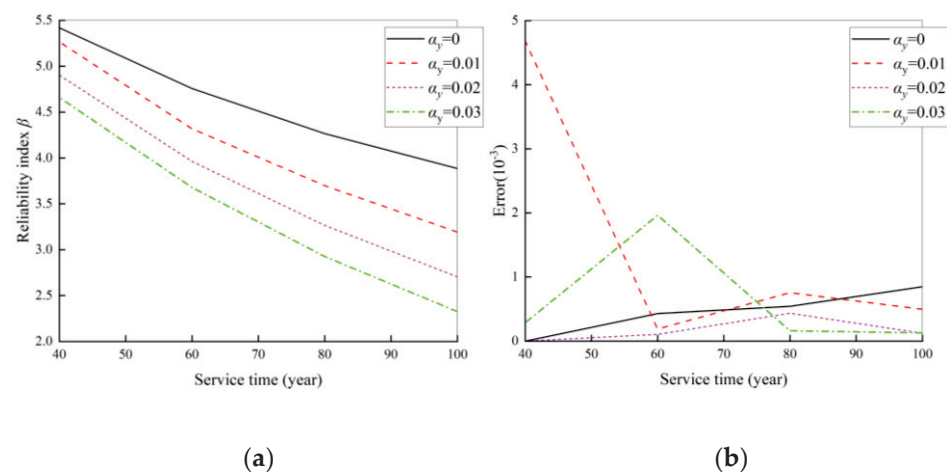 5.5
5.0
4.5
4.0
3.5
3.0
2.5
2.0
Reliability index β
40 50 60 70 80 90 100
Service time (year)
αy=0
αy=0.01
αy=0.02
αy=0.03
(a)
5
4
3
2
1
0
Error(10⁻³)
40 50 60 70 80 90 100
Service time (year)
αy=0
αy=0.01
αy=0.02
αy=0.03
(b)